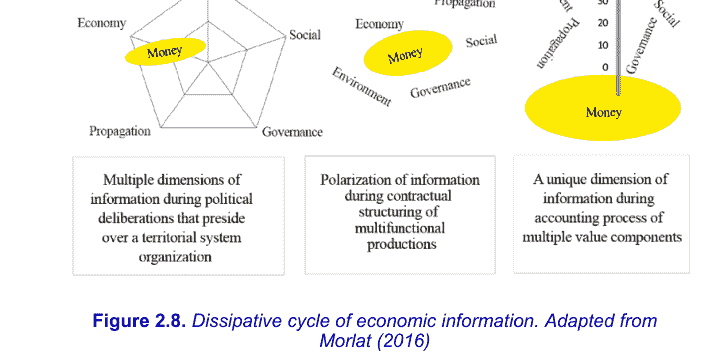 Propagation
Economy
Social
Money
Propagation
Governance
Economy
Social
Money
Environment
Governance
30
20
10
0
Propagation
Social
Governance
Money
Multiple dimensions of
information during political
deliberations that preside
over a territorial system
organization
Polarization of information
during contractual
structuring of
multifunctional
productions
A unique dimension of
information during
accounting process of
multiple value components
Figure 2.8. Dissipative cycle of economic information. Adapted from
Morlat (2016)